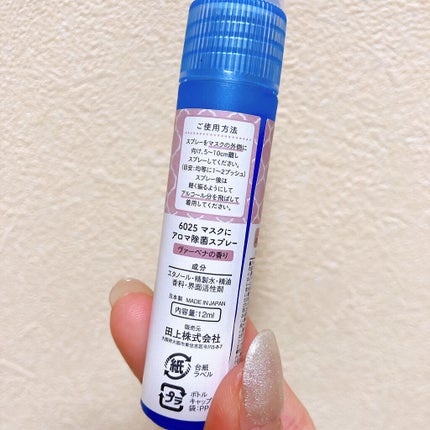 ご使用方法
スプレーをマスクの外側に
向け、5~10cm離し
スプレーしてください。
(目安:均等に1~2プッシュ)
スプレー後は
軽く振るようにして
アルコール分を飛ばして
着用してください。
6025 マスクに
アロマ除菌スプレー
ヴァーベナの香り
成分
エタノール・精製水・精油
香料・界面活性剤
日本製 MADE IN JAPAN
内容量:12ml
販売元
田上株式会社
紙
台紙
ラベル
プラ
ボトル
キャップ
袋:PP